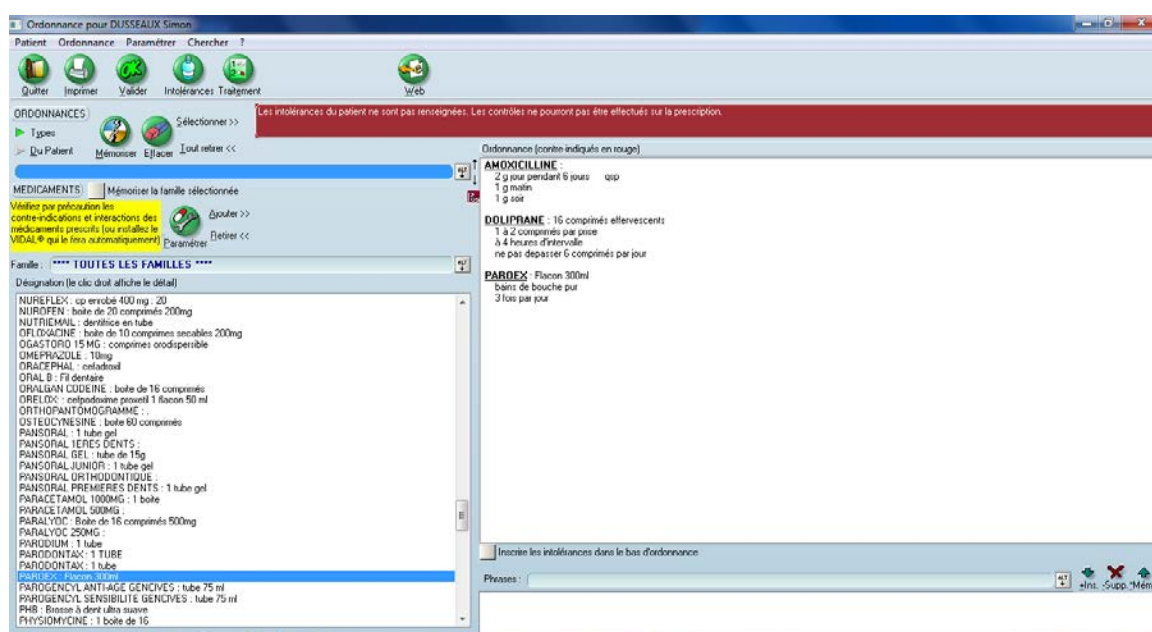 Ordonnance pour DUSSEAUX Simon
Patient Ordonnance Paramétrer Chercher ?
Quitter Imprimer Valider Intolérances Traitement Web
ORDONNANCES
Types
Du Patient
Mémoriser Effacer
Sélectionner >>
Tout retirer <<
Les intolérances du patient ne sont pas renseignées. Les contrôles ne pourront pas être effectués sur la prescription.
MEDICAMENTS
Mémoriser la famille sélectionnée
Vérifiez par précaution les
contre-indications et interactions des
médicaments prescrits (ou installez le
VIDAL® qui le fera automatiquement)
Paramétrer
Ajouter >>
Retirer <<
Famille : **** TOUTES LES FAMILLES ****
Désignation (le clic droit affiche le détail)
NUREFLEX : cp enrobé 400 mg : 20
NUROFEN : boite de 20 comprimés 200mg
NUTRIEMAIL : dentifrice en tube
OFLOXACINE : boite de 10 comprimes secables 200mg
OGASTORO 15 MG : comprimes orodispersible
OMEPRAZOLE : 10mg
ORACEPHAL : cefadroxil
ORAL B : Fil dentaire
ORALGAN CODEINE : boite de 16 comprimés
ORELOX : cefpodoxime proxetil 1 flacon 50 ml
ORTHOPANTOMOGRAMME : .
OSTEOCYNESINE : boite 60 comprimés
PANSORAL : 1 tube gel
PANSORAL 1ERES DENTS :
PANSORAL GEL : tube de 15g
PANSORAL JUNIOR : 1 tube gel
PANSORAL ORTHODONTIQUE :
PANSORAL PREMIERES DENTS : 1 tube gel
PARACETAMOL 1000MG : 1 boite
PARACETAMOL 500MG :
PARALYOC : Boite de 16 comprimés 500mg
PARALYOC 250MG :
PARODIUM : 1 tube
PARODONTAX : 1 TUBE
PARODONTAX : 1 tube
PAROEX : Flacon 300ml
PAROGENCYL ANTI-AGE GENCIVES : tube 75 ml
PAROGENCYL SENSIBILITE GENCIVES : tube 75 ml
PHB : Brosse à dent ultra suave
PHYSIOMYCINE : 1 boite de 16
Ordonnance (contre indiqués en rouge)
AMOXICILLINE :
2 g jour pendant 6 jours qsp
1 g matin
1 g soir
DOLIPRANE : 16 comprimés effervescents
1 à 2 comprimés par prise
à 4 heures d'intervalle
ne pas depasser 6 comprimés par jour
PAROEX : Flacon 300ml
bains de bouche pur
3 fois par jour
Inscrire les intolérances dans le bas d'ordonnance
Phrases :
+Ins. -Supp. *Mém